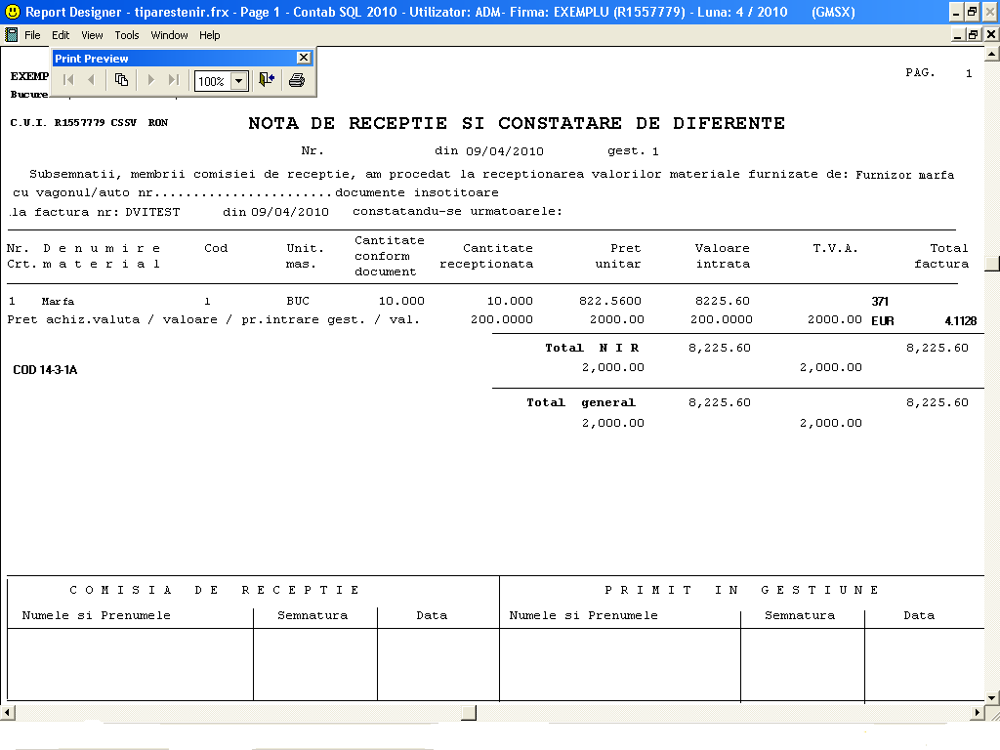 Report Designer - tiparestenir.frx - Page 1 - Contab SQL 2010 - Utilizator: ADM- Firma: EXEMPLU (R1557779) - Luna: 4 / 2010 (GMSX)
File Edit View Tools Window Help
Print Preview
100%
PAG. 1
C.U.I. R1557779 CSSV RON
NOTA DE RECEPTIE SI CONSTATARE DE DIFERENTE
Nr. din 09/04/2010 gest. 1
Subsemnatii, membrii comisiei de receptie, am procedat la receptionarea valorilor materiale furnizate de: Furnizor marfa
cu vagonul/auto nr.......................documente insotitoare
.la factura nr: DVITEST din 09/04/2010 constatandu-se urmatoarele:
Nr. Crt.
D e n u m i r e
m a t e r i a l
Cod
Unit. mas.
Cantitate
conform
document
Cantitate
receptionata
Pret
unitar
Valoare
intrata
T.V.A.
Total
factura
1 Marfa 1 BUC 10.000 10.000 822.5600 8225.60 371
Pret achiz.valuta / valoare / pr.intrare gest. / val. 200.0000 2000.00 200.0000 2000.00 EUR 4.1128
Total N I R 8,225.60 8,225.60
2,000.00 2,000.00
COD 14-3-1A
Total general 8,225.60 8,225.60
2,000.00 2,000.00
C O M I S I A D E R E C E P T I E
P R I M I T I N G E S T I U N E
Numele si Prenumele Semnatura Data
Numele si Prenumele Semnatura Data